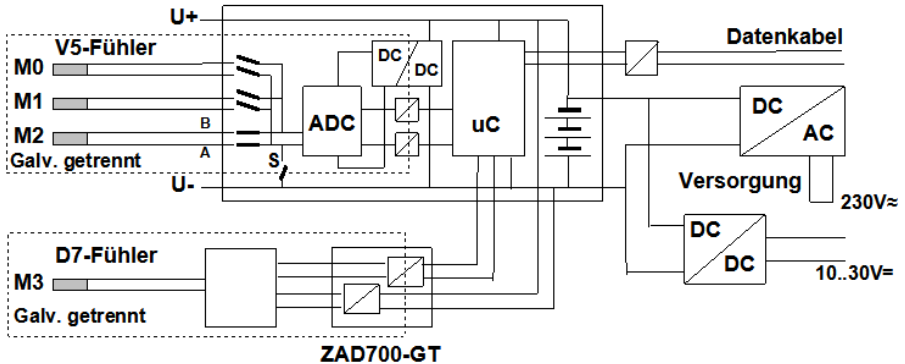 U+
V5-Fühler
M0
M1
M2
B
A
Galv. getrennt
S
U-
ADC
DC
DC
uC
Datenkabel
DC
AC
Versorgung
230V≈
DC
DC
10..30V=
D7-Fühler
M3
Galv. getrennt
ZAD700-GT